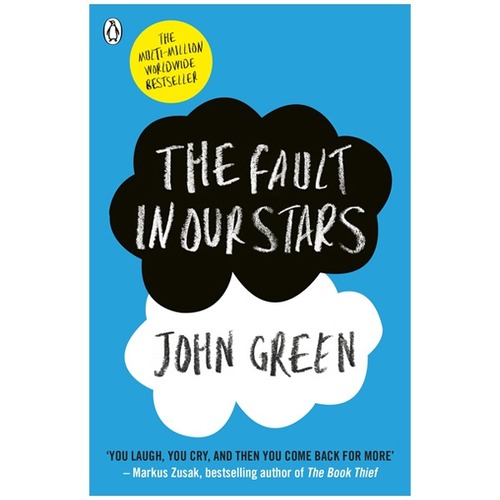 THE
MULTI-MILLION
WORLDWIDE
BESTSELLER
THE FAULT
IN OUR STARS
JOHN GREEN
‘YOU LAUGH, YOU CRY, AND THEN YOU COME BACK FOR MORE’
– Markus Zusak, bestselling author of The Book Thief